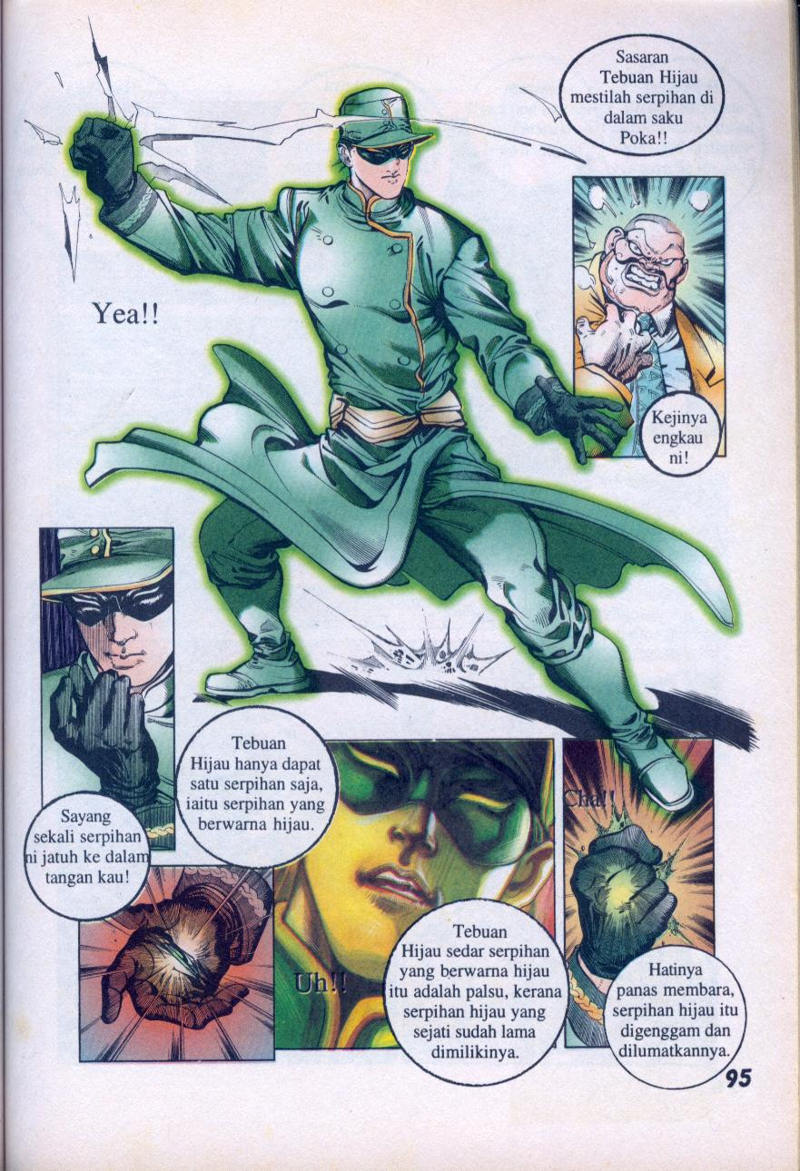 Sasaran
Tebuan Hijau
mestilah serpihan di
dalam saku
Poka!!
Yea!!
Kejinya
engkau
ni!
Sayang
sekali serpihan
ni jatuh ke dalam
tangan kau!
Tebuan
Hijau hanya dapat
satu serpihan saja,
iaitu serpihan yang
berwarna hijau.
Uh!!
Tebuan
Hijau sedar serpihan
yang berwarna hijau
itu adalah palsu, kerana
serpihan hijau yang
sejati sudah lama
dimilikinya.
Cha!!
Hatinya
panas membara,
serpihan hijau itu
digenggam dan
dilumatkannya.
95